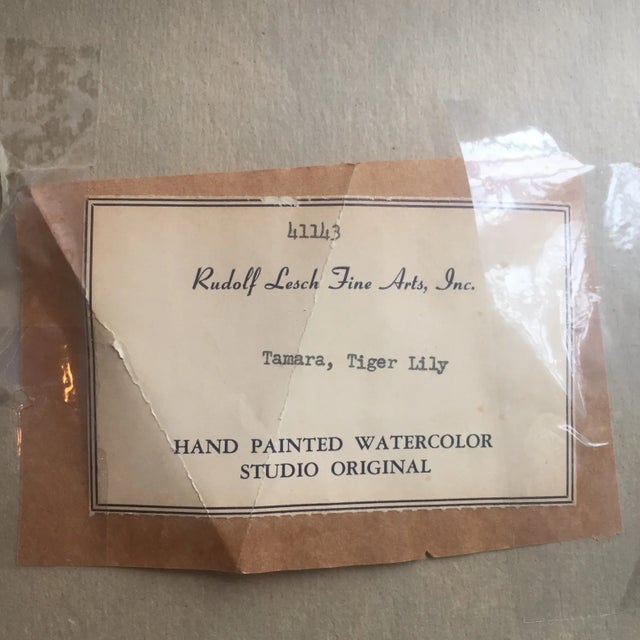 41143
Rudolf Lesch Fine Arts, Inc.
Tamara, Tiger Lily
HAND PAINTED WATERCOLOR
STUDIO ORIGINAL